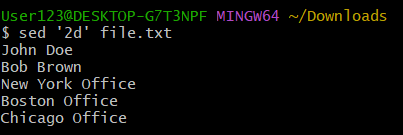 User123@DESKTOP-G7T3NPF MINGW64 ~/Downloads
$ sed '2d' file.txt
John Doe
Bob Brown
New York Office
Boston Office
Chicago Office